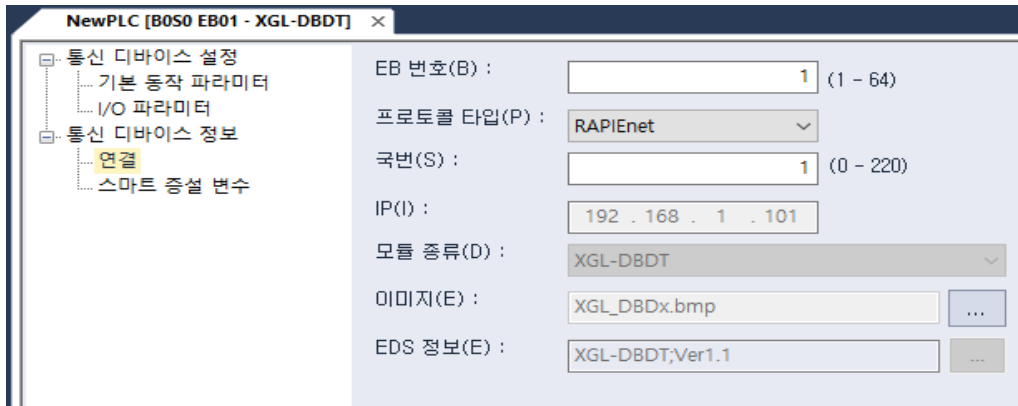 NewPLC [B0S0 EB01 - XGL-DBDT] ×
통신 디바이스 설정
기본 동작 파라미터
I/O 파라미터
통신 디바이스 정보
연결
스마트 증설 변수
EB 번호(B) : 1 (1 - 64)
프로토콜 타입(P) : RAPIEnet
국번(S) : 1 (0 - 220)
IP(I) : 192 . 168 . 1 . 101
모듈 종류(D) : XGL-DBDT
이미지(E) : XGL_DBDx.bmp ...
EDS 정보(E) : XGL-DBDT;Ver1.1 ...